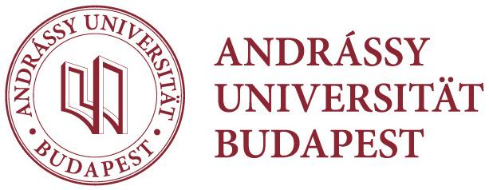 ANDRÁSSY UNIVERSITÄT
• BUDAPEST •
ANDRÁSSY
UNIVERSITÄT
BUDAPEST